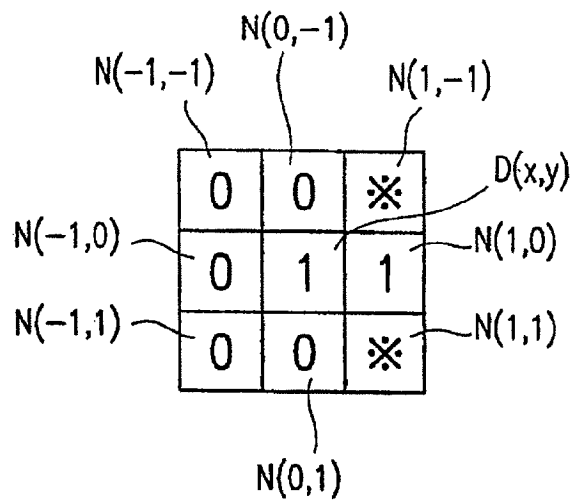 N(0,-1)
N(-1,-1) N(1,-1)
D(x,y)
0 0 ※
N(-1,0) 0 1 1 N(1,0)
N(-1,1) 0 0 ※ N(1,1)
N(0,1)